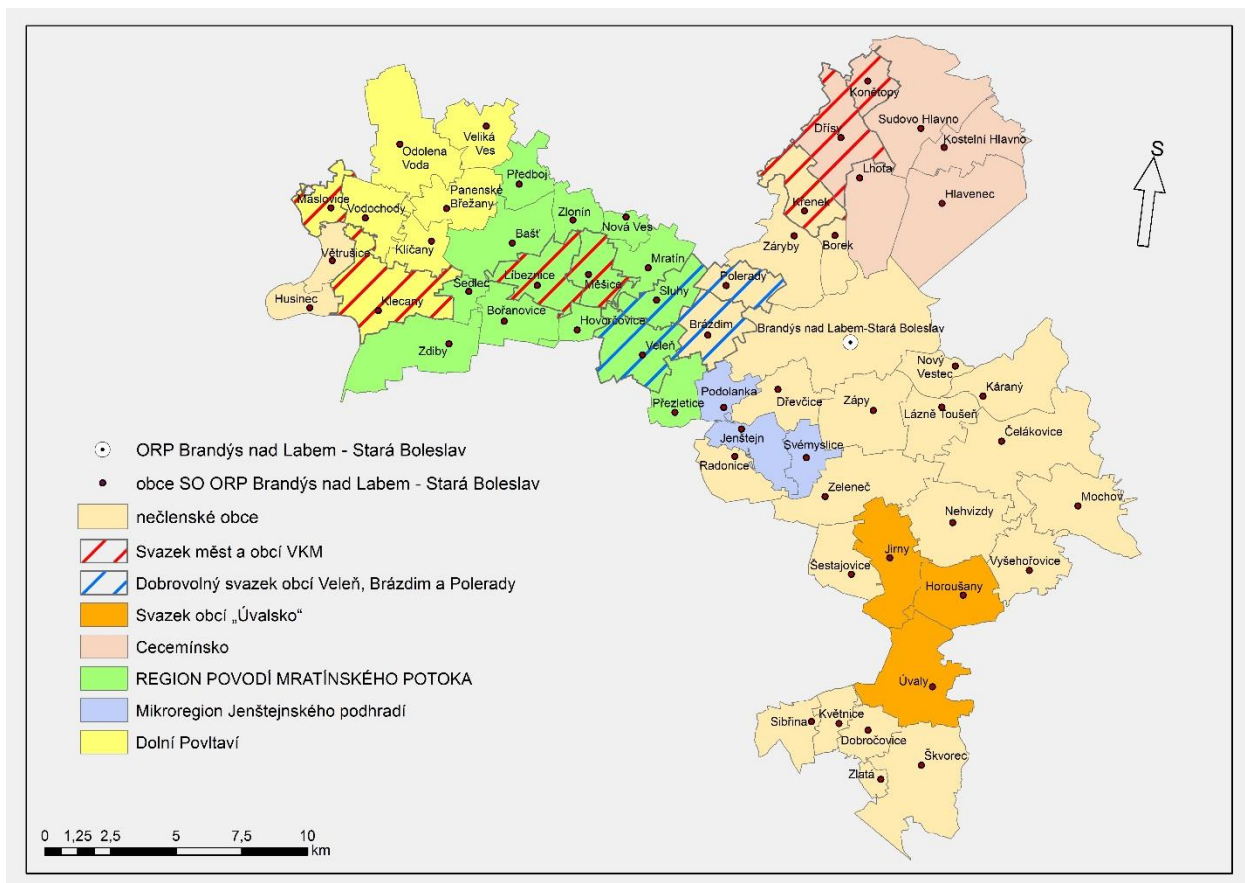 Konětopy
Dřísy
Sudovo Hlavno
Kostelní Hlavno
Lhota
Hlavenec
Křenek
S
Veliká
Ves
Odolena
Voda
Předboj
Panenské
Břežany
Máslovice
Vodochody
Zlonín
Nová Ves
Záryby
Borek
Klíčany
Bašť
Větrušice
Mratín
Polerady
Líbeznice
Měšice
Sedlec
Sluhy
Husinec
Klecany
Bořanovice
Hovorčovice
Brázdim
Brandýs nad Labem-Stará Boleslav
Zdiby
Veleň
Nový
Vestec
Káraný
Podolanka
Dřevčice
Zápy
Lázně Toušeň
Přezletice
Jenštejn
Svémyslice
Čelákovice
Radonice
Zeleneč
Mochov
Nehvizdy
Jirny
Šestajovice
Vyšehořovice
Horoušany
Úvaly
Sibřina
Květnice
Dobročovice
Škvorec
Zlatá
ORP Brandýs nad Labem - Stará Boleslav
obce SO ORP Brandýs nad Labem - Stará Boleslav
nečlenské obce
Svazek měst a obcí VKM
Dobrovolný svazek obcí Veleň, Brázdim a Polerady
Svazek obcí „Úvalsko“
Cecemínsko
REGION POVODÍ MRATÍNSKÉHO POTOKA
Mikroregion Jenštejnského podhradí
Dolní Povltaví
0 1,25 2,5 5 7,5 10
km